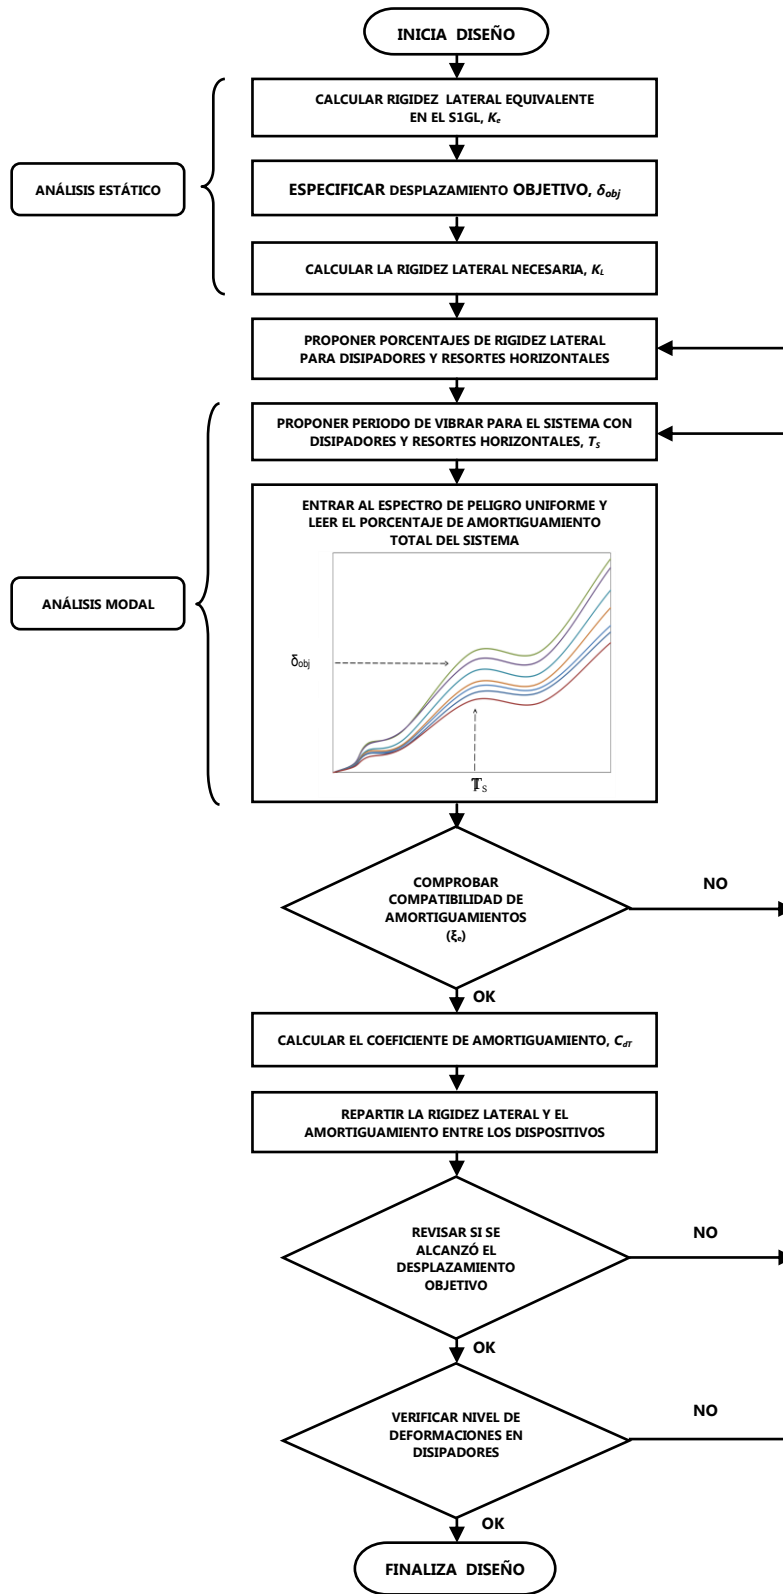 INICIA DISEÑO
CALCULAR RIGIDEZ LATERAL EQUIVALENTE
EN EL S1GL, Kₑ
ANÁLISIS ESTÁTICO
ESPECIFICAR DESPLAZAMIENTO OBJETIVO, δobj
CALCULAR LA RIGIDEZ LATERAL NECESARIA, KL
PROPONER PORCENTAJES DE RIGIDEZ LATERAL
PARA DISIPADORES Y RESORTES HORIZONTALES
PROPONER PERIODO DE VIBRAR PARA EL SISTEMA CON
DISIPADORES Y RESORTES HORIZONTALES, TS
ENTRAR AL ESPECTRO DE PELIGRO UNIFORME Y
LEER EL PORCENTAJE DE AMORTIGUAMIENTO
TOTAL DEL SISTEMA
ANÁLISIS MODAL
δobj
TS
COMPROBAR
COMPATIBILIDAD DE
AMORTIGUAMIENTOS
(ξₑ)
NO
OK
CALCULAR EL COEFICIENTE DE AMORTIGUAMIENTO, CdT
REPARTIR LA RIGIDEZ LATERAL Y EL
AMORTIGUAMIENTO ENTRE LOS DISPOSITIVOS
REVISAR SI SE
ALCANZÓ EL
DESPLAZAMIENTO
OBJETIVO
NO
OK
VERIFICAR NIVEL DE
DEFORMACIONES EN
DISIPADORES
NO
OK
FINALIZA DISEÑO